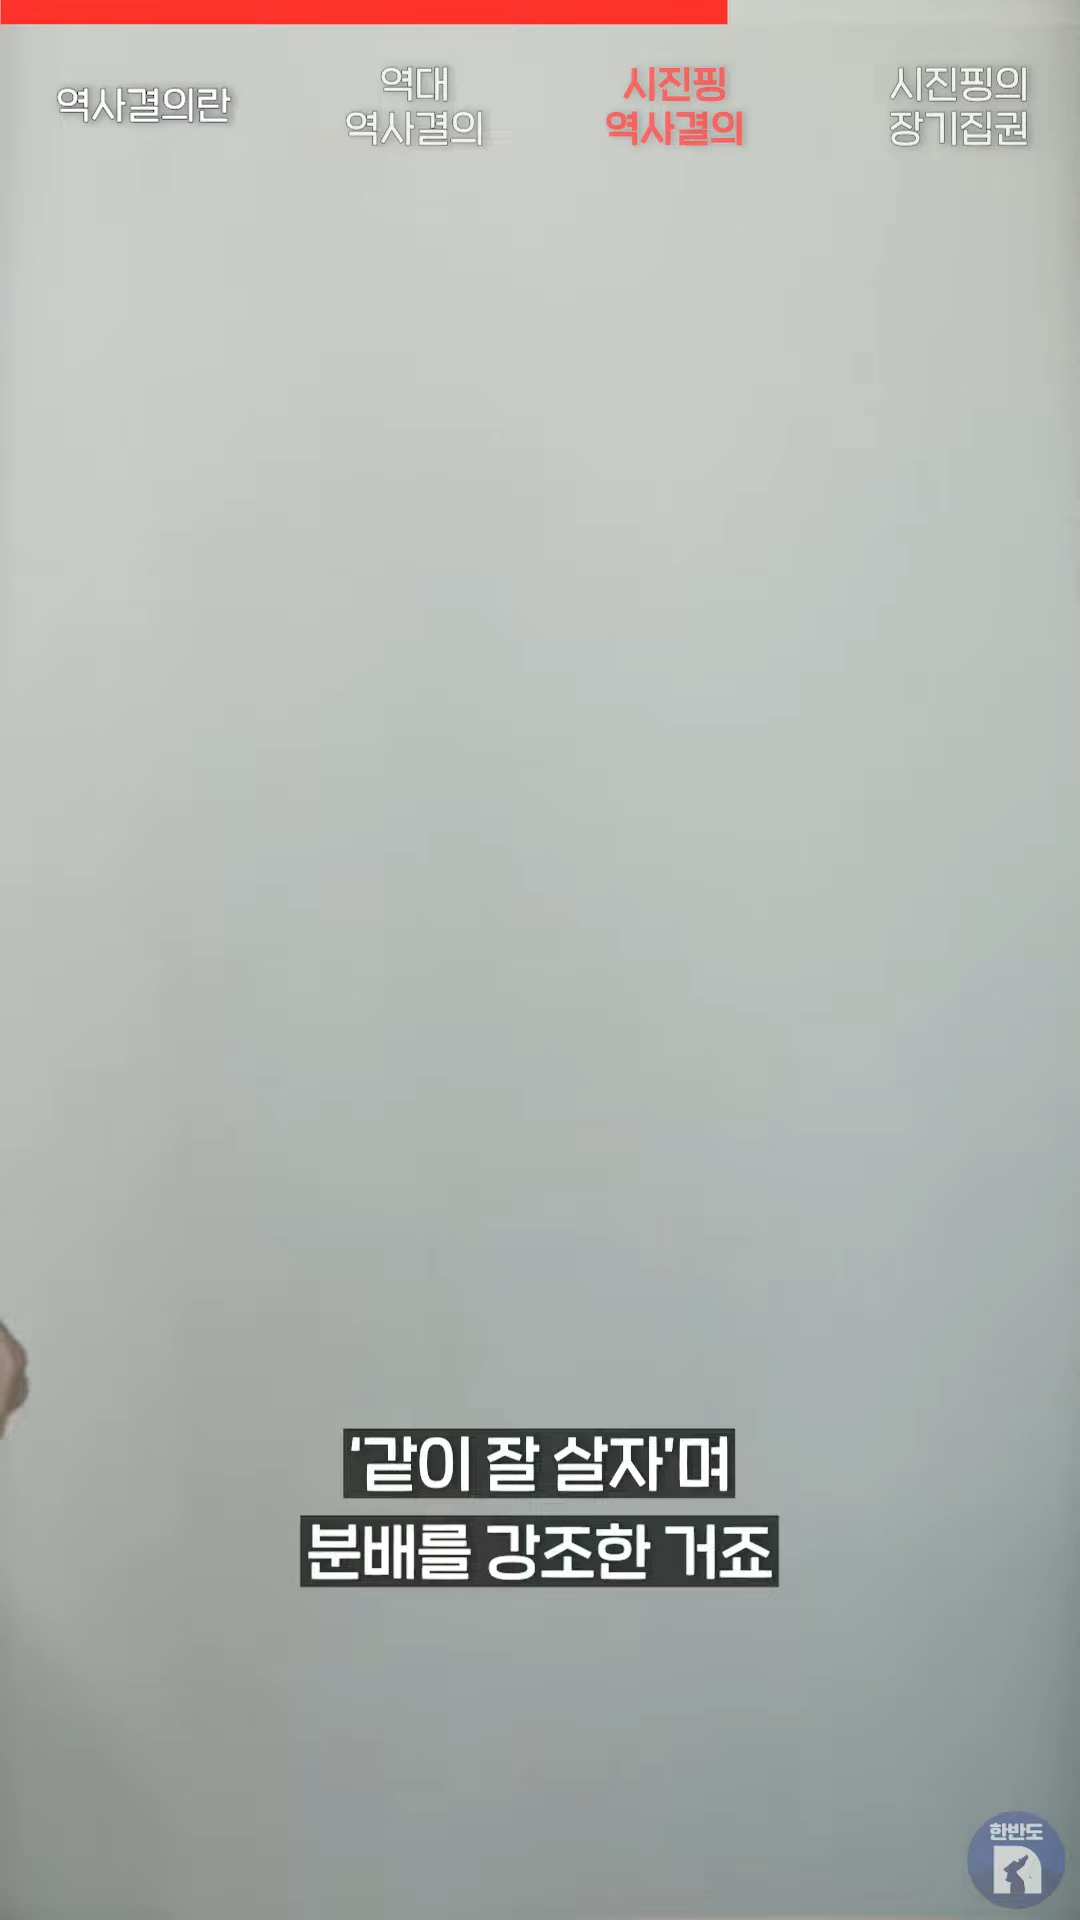 역사결의란
역대
역사결의
시진핑
역사결의
시진핑의
장기집권
‘같이 잘 살자’며
분배를 강조한 거죠
한반도